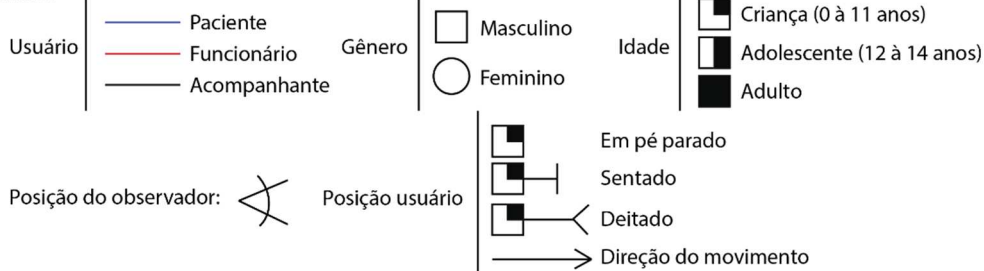 Usuário
Paciente
Funcionário
Acompanhante
Gênero
Masculino
Feminino
Idade
Criança (0 à 11 anos)
Adolescente (12 à 14 anos)
Adulto
Posição do observador:
Posição usuário
Em pé parado
Sentado
Deitado
Direção do movimento